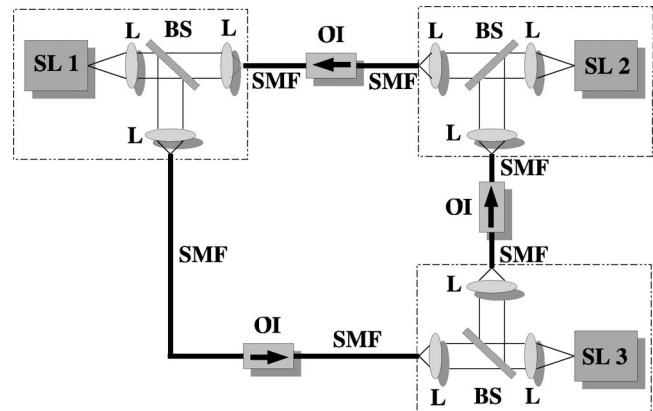 L BS L OI L BS L
SL 1 SL 2
SMF SMF
L L
SMF
OI
SMF SMF
L
OI SMF
SL 3
L BS L